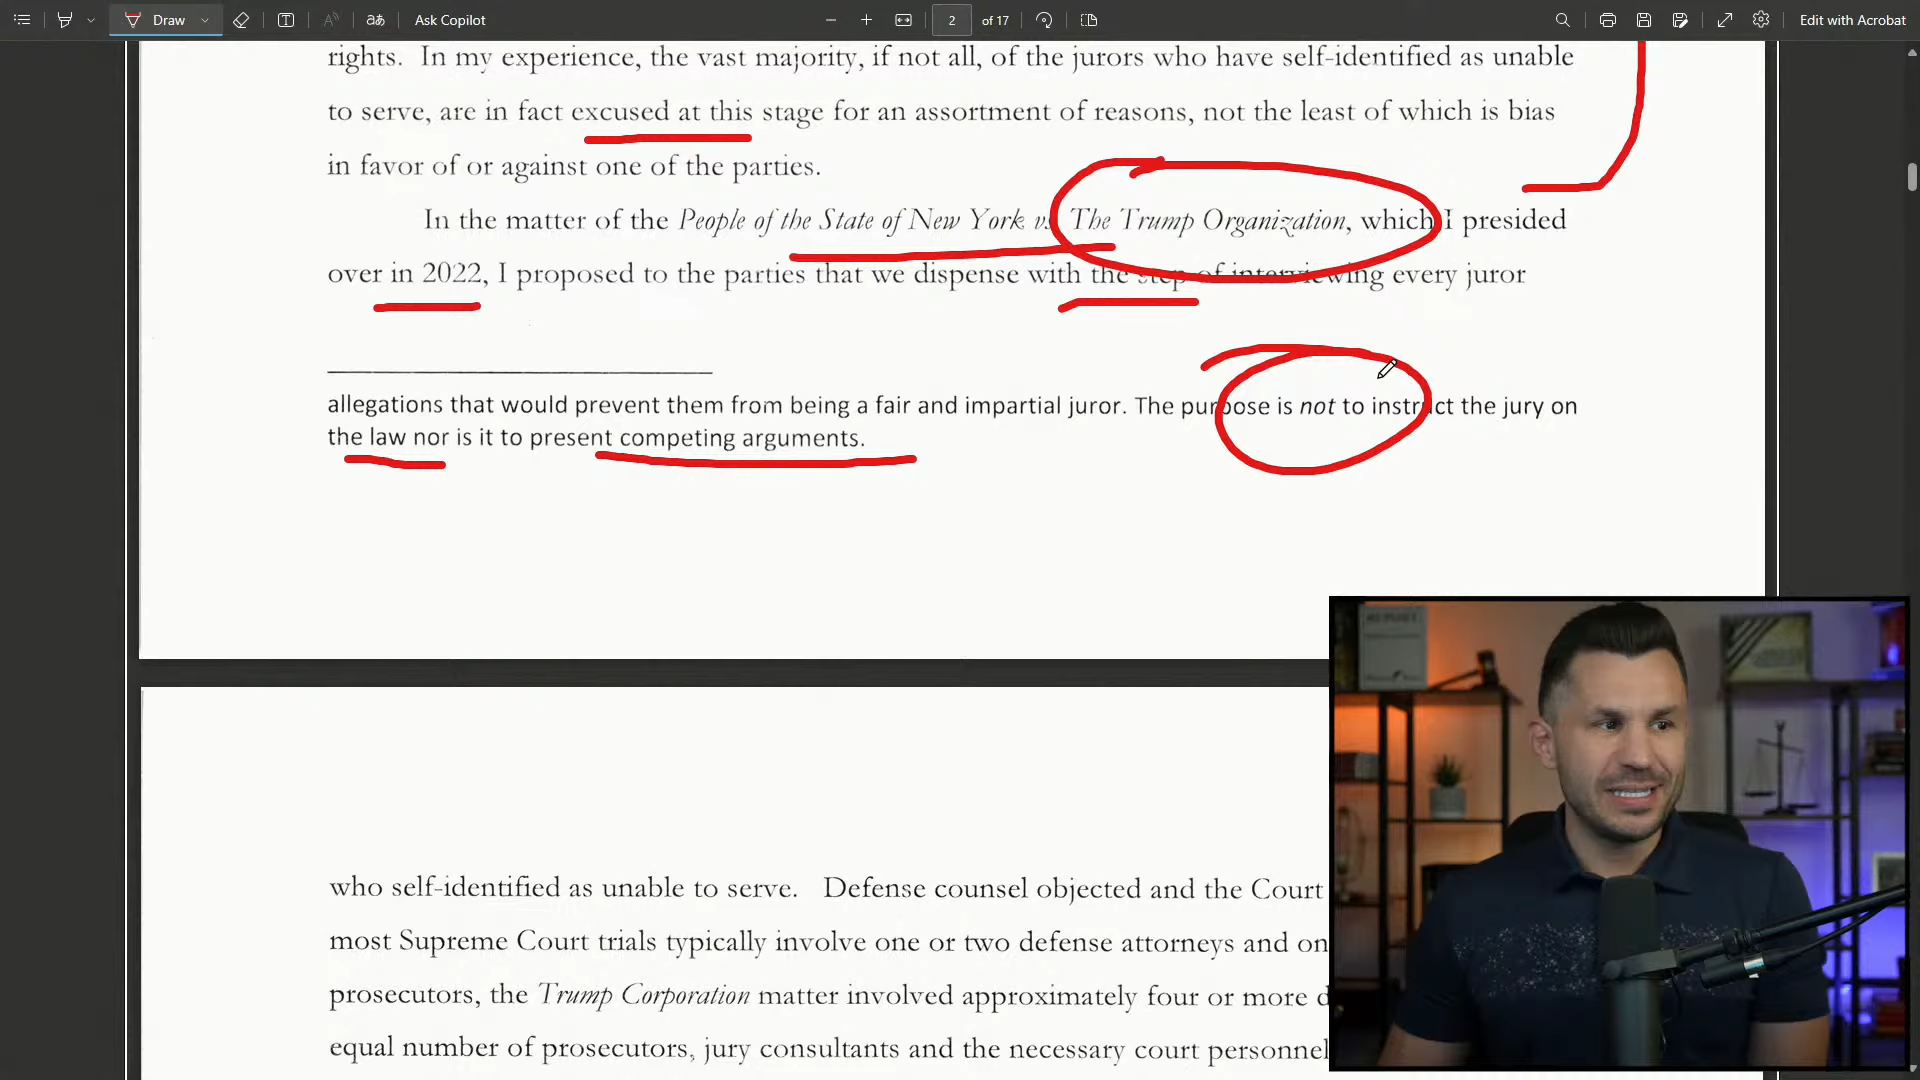 Draw
Ask Copilot
2 of 17
Edit with Acrobat
rights. In my experience, the vast majority, if not all, of the jurors who have self-identified as unable
to serve, are in fact excused at this stage for an assortment of reasons, not the least of which is bias
in favor of or against one of the parties.
In the matter of the People of the State of New York vs. The Trump Organization, which I presided
over in 2022, I proposed to the parties that we dispense with the step of interviewing every juror
allegations that would prevent them from being a fair and impartial juror. The purpose is not to instruct the jury on
the law nor is it to present competing arguments.
who self-identified as unable to serve. Defense counsel objected and the Court
most Supreme Court trials typically involve one or two defense attorneys and on
prosecutors, the Trump Corporation matter involved approximately four or more d
equal number of prosecutors, jury consultants and the necessary court personnel